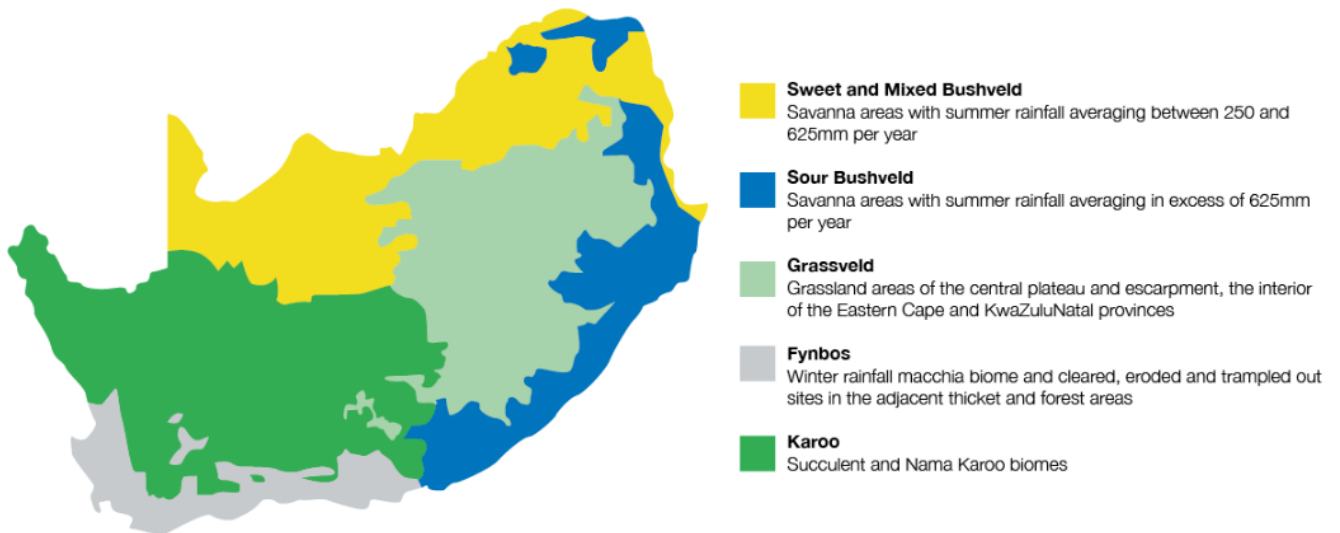 Sweet and Mixed Bushveld
Savanna areas with summer rainfall averaging between 250 and
625mm per year
Sour Bushveld
Savanna areas with summer rainfall averaging in excess of 625mm
per year
Grassveld
Grassland areas of the central plateau and escarpment, the interior
of the Eastern Cape and KwaZuluNatal provinces
Fynbos
Winter rainfall macchia biome and cleared, eroded and trampled out
sites in the adjacent thicket and forest areas
Karoo
Succulent and Nama Karoo biomes